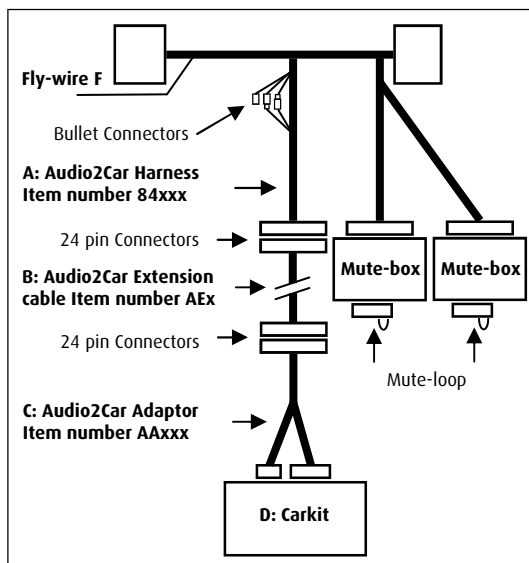 Fly-wire F
Bullet Connectors
A: Audio2Car Harness
Item number 84xxx
24 pin Connectors
Mute-box
Mute-box
B: Audio2Car Extension
cable Item number AEx
24 pin Connectors
Mute-loop
C: Audio2Car Adaptor
Item number AAxxx
D: Carkit